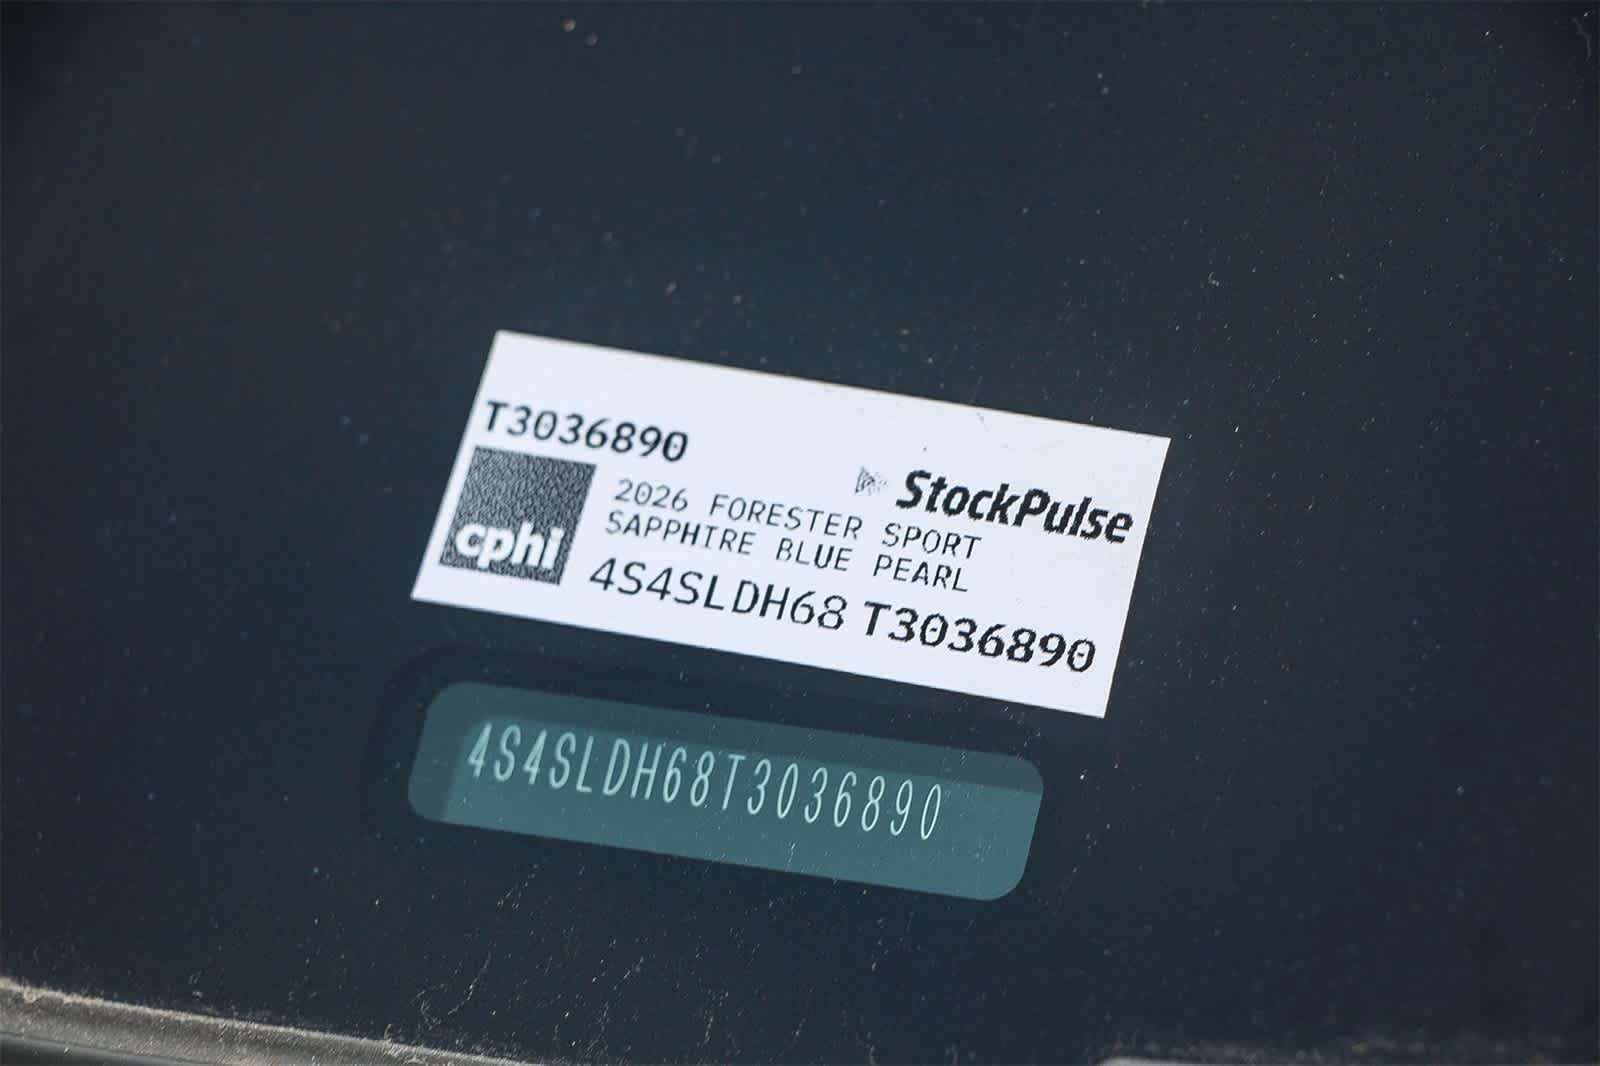 T3036890
StockPulse
cphi
2026 FORESTER SPORT
SAPPHIRE BLUE PEARL
4S4SLDH68 T3036890
4S4SLDH68T3036890